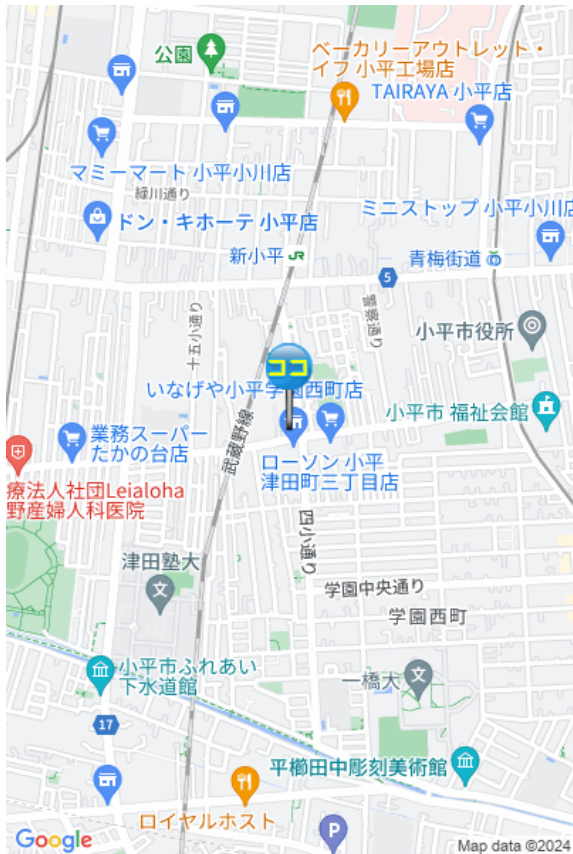 公園
ベーカリーアウトレット・
イフ 小平工場店
TAIRAYA 小平店
マミーマート 小平小川店
緑川通り
ミニストップ 小平小川店
ドン・キホーテ 小平店
新小平
JR
青梅街道
5
十五小通り
警察通り
小平市役所
ココ
いなげや小平学園西町店
小平市 福祉会館
業務スーパー
たかの台店
武蔵野線
ローソン 小平
津田町三丁目店
療法人社団Leialoha
野産婦人科医院
四小通り
津田塾大
文
学園中央通り
学園西町
小平市ふれあい
下水道館
一橋大
文
17
平櫛田中彫刻美術館
ロイヤルホスト
P
Google
Map data ©2024